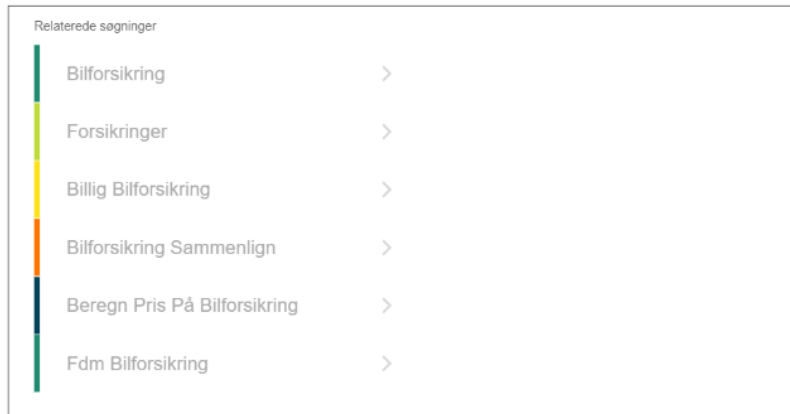 Relaterede søgninger
Bilforsikring
Forsikringer
Billig Bilforsikring
Bilforsikring Sammenlign
Beregn Pris På Bilforsikring
Fdm Bilforsikring